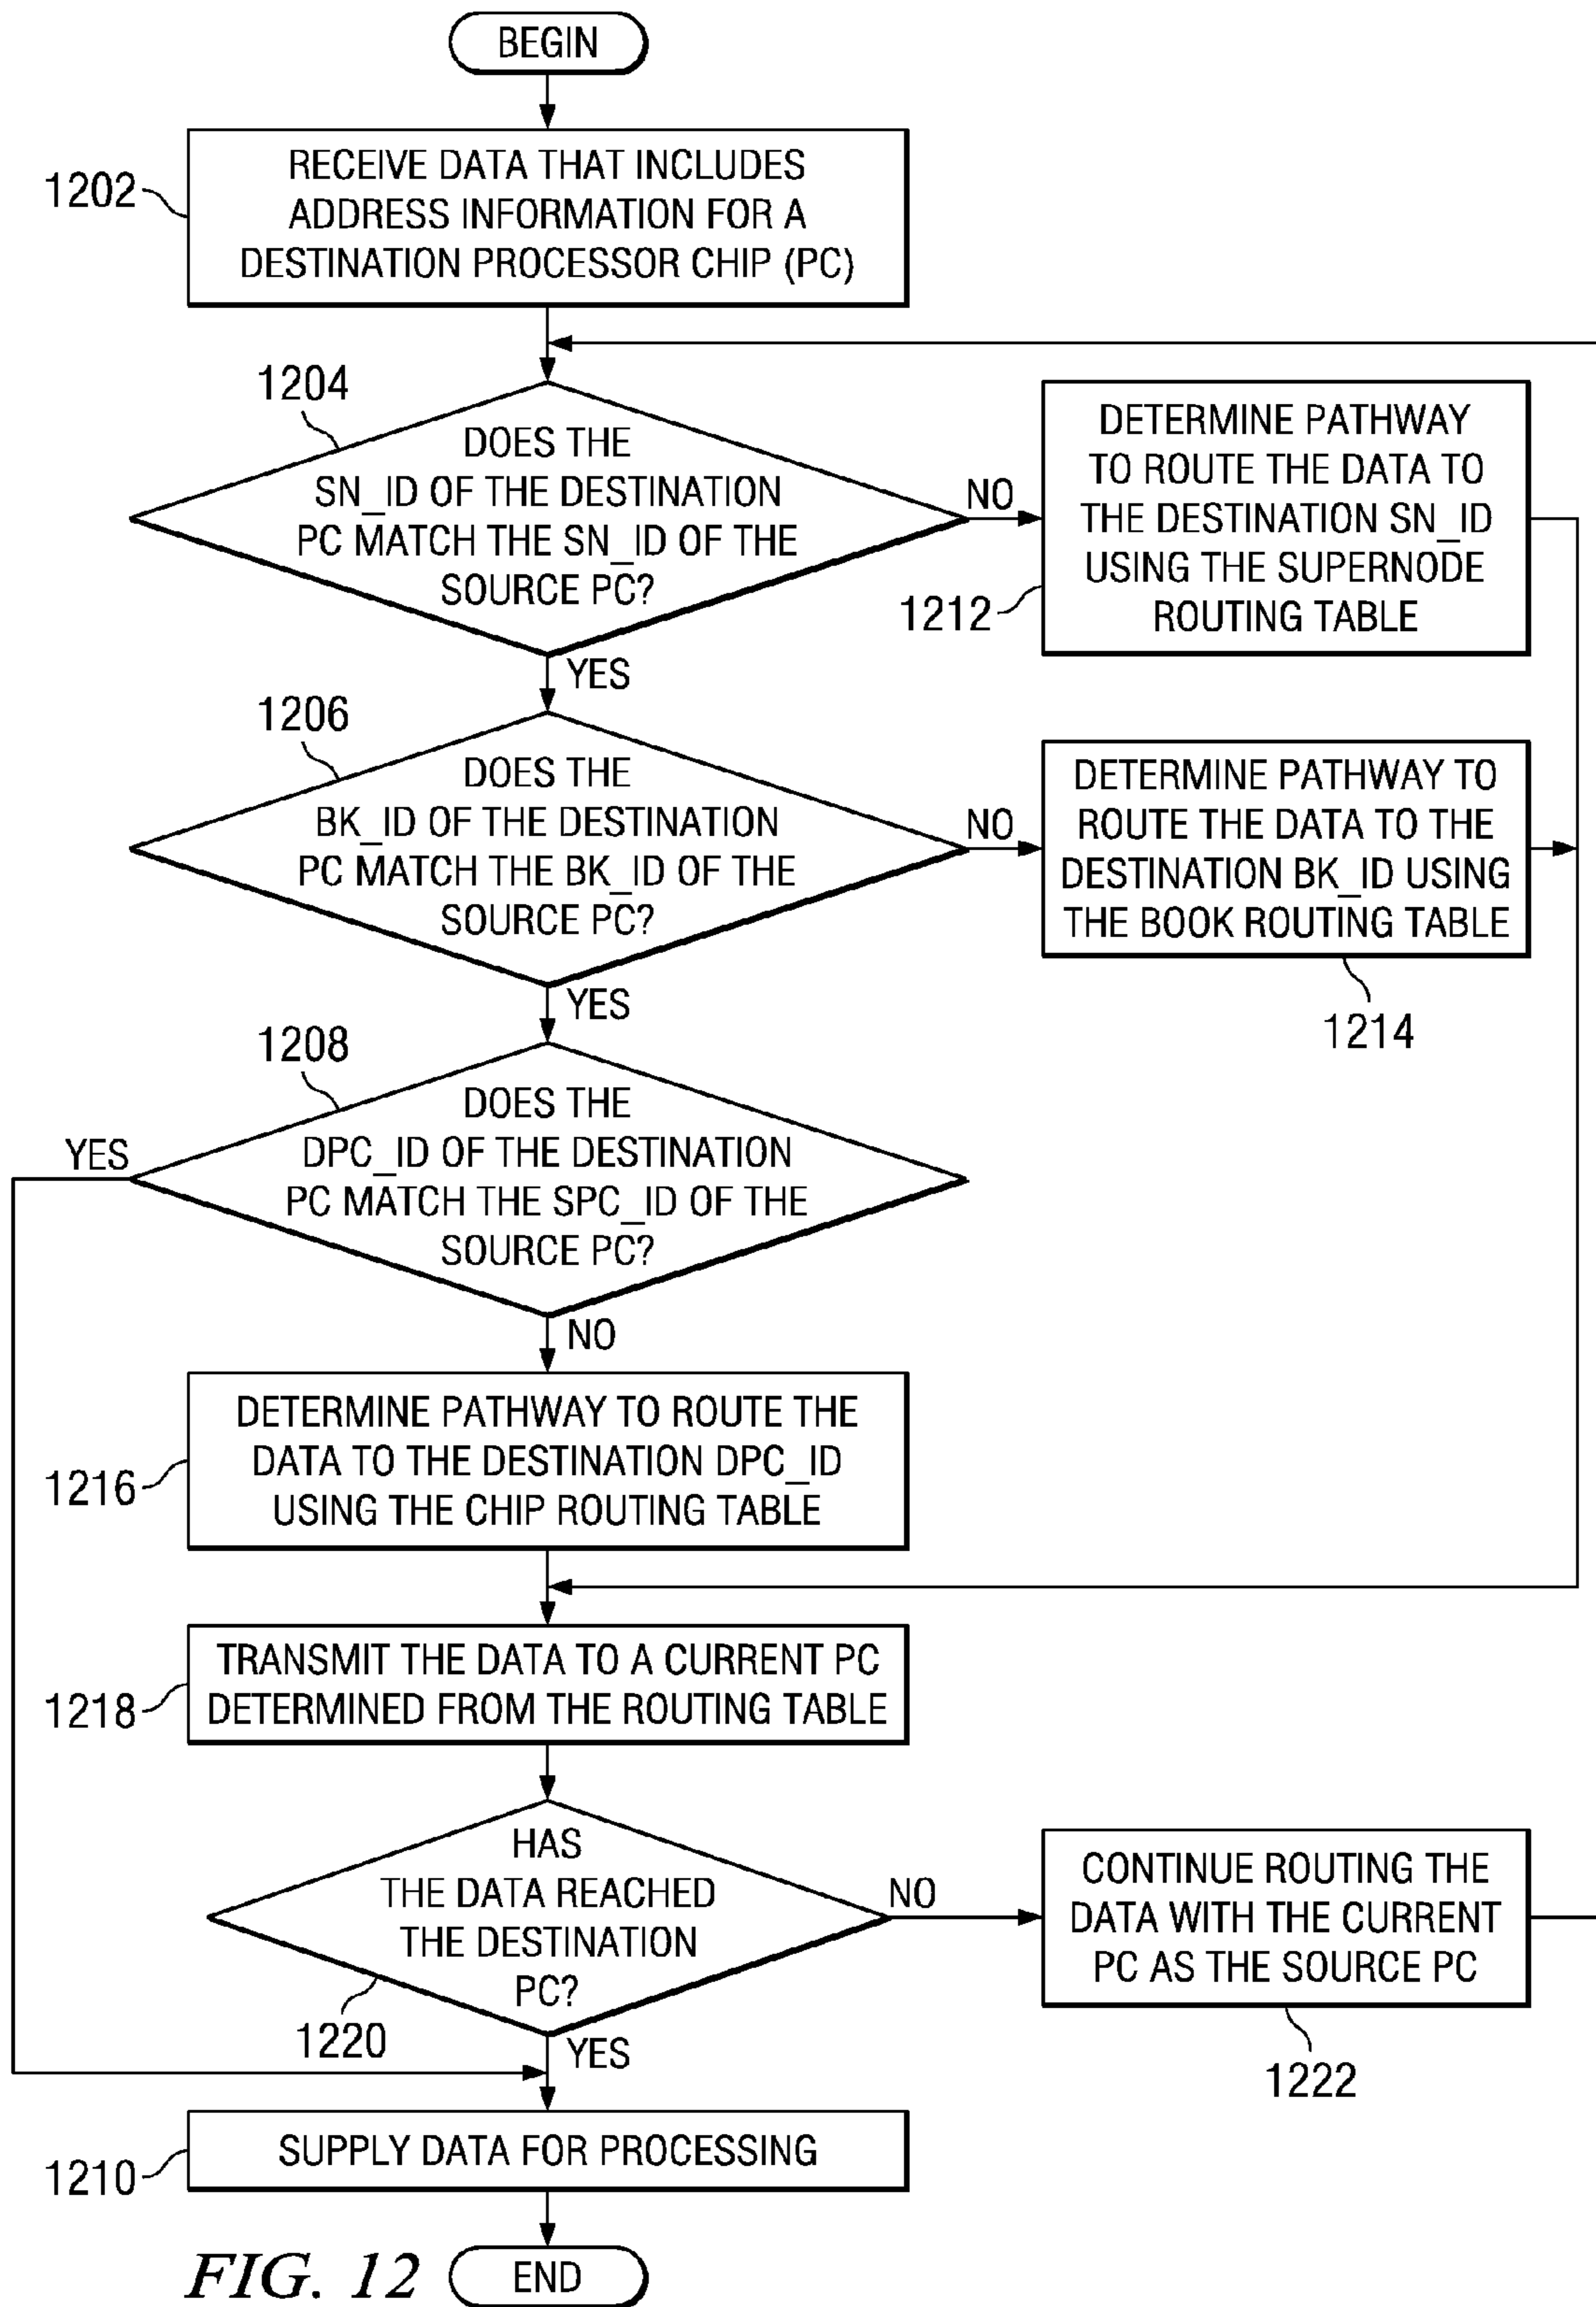 BEGIN
1202
RECEIVE DATA THAT INCLUDES
ADDRESS INFORMATION FOR A
DESTINATION PROCESSOR CHIP (PC)
1204
DOES THE
SN_ID OF THE DESTINATION
PC MATCH THE SN_ID OF THE
SOURCE PC?
NO
YES
1212
DETERMINE PATHWAY
TO ROUTE THE DATA TO
THE DESTINATION SN_ID
USING THE SUPERNODE
ROUTING TABLE
1206
DOES THE
BK_ID OF THE DESTINATION
PC MATCH THE BK_ID OF THE
SOURCE PC?
NO
YES
DETERMINE PATHWAY TO
ROUTE THE DATA TO THE
DESTINATION BK_ID USING
THE BOOK ROUTING TABLE
1214
1208
DOES THE
DPC_ID OF THE DESTINATION
PC MATCH THE SPC_ID OF THE
SOURCE PC?
YES
NO
1216
DETERMINE PATHWAY TO ROUTE THE
DATA TO THE DESTINATION DPC_ID
USING THE CHIP ROUTING TABLE
1218
TRANSMIT THE DATA TO A CURRENT PC
DETERMINED FROM THE ROUTING TABLE
HAS
THE DATA REACHED
THE DESTINATION
PC?
1220
NO
YES
CONTINUE ROUTING THE
DATA WITH THE CURRENT
PC AS THE SOURCE PC
1222
1210
SUPPLY DATA FOR PROCESSING
FIG. 12
END